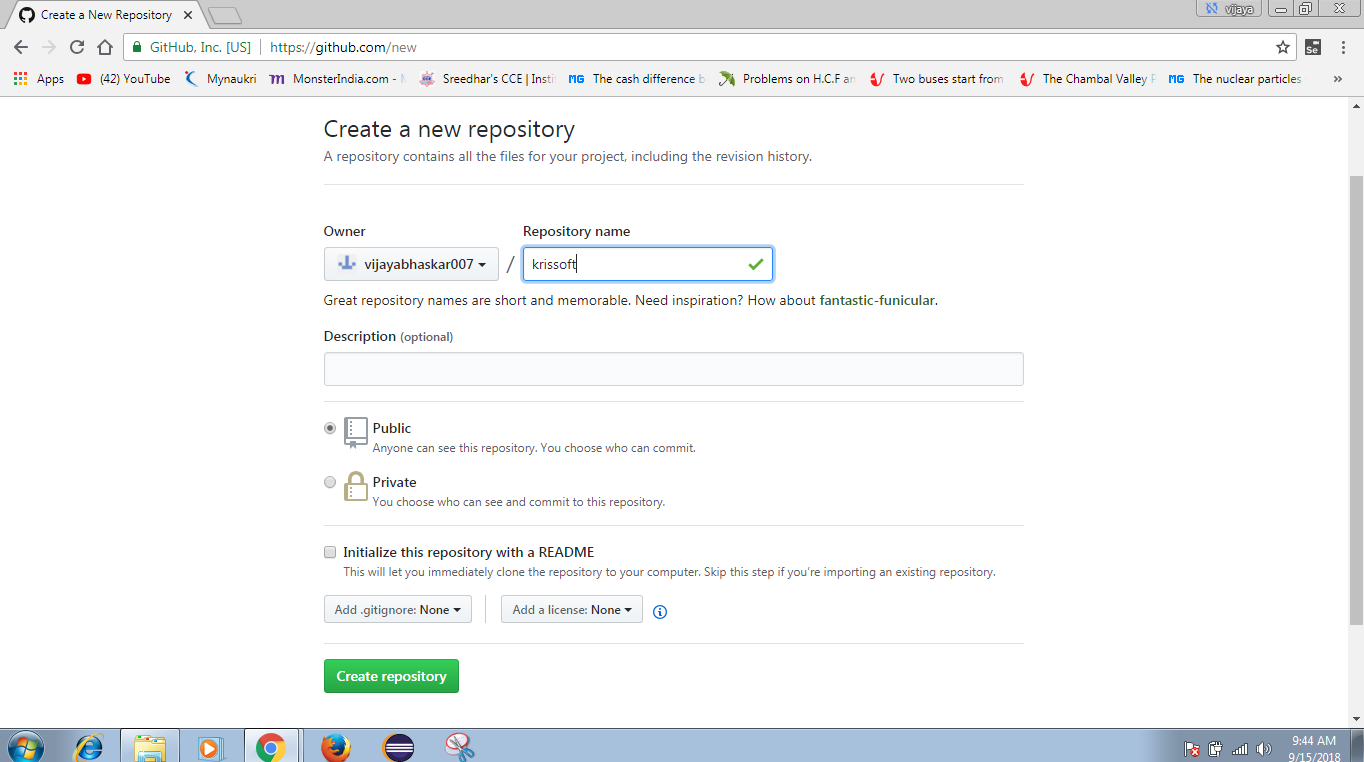 Create a New Repository
vijaya
GitHub, Inc. [US] https://github.com/new
Se
Apps (42) YouTube Mynaukri MonsterIndia.com - Sreedhar's CCE | Insti MG The cash difference b Problems on H.C.F an Two buses start from The Chambal Valley P MG The nuclear particles »
Create a new repository
A repository contains all the files for your project, including the revision history.
Owner Repository name
vijayabhaskar007 / krissoft
Great repository names are short and memorable. Need inspiration? How about fantastic-funicular.
Description (optional)
Public
Anyone can see this repository. You choose who can commit.
Private
You choose who can see and commit to this repository.
Initialize this repository with a README
This will let you immediately clone the repository to your computer. Skip this step if you're importing an existing repository.
Add .gitignore: None Add a license: None
Create repository
9:44 AM
9/15/2018